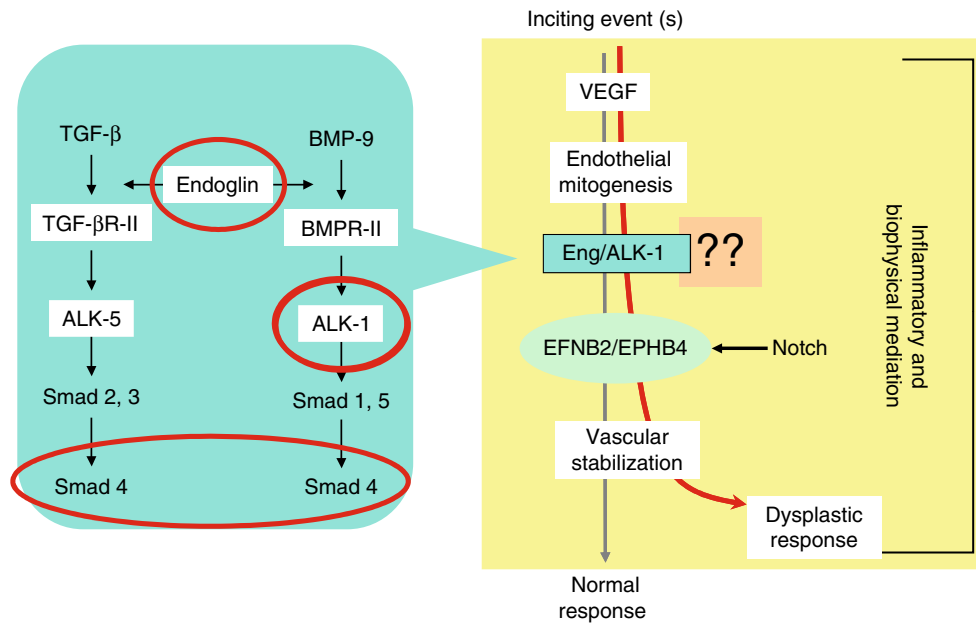 Inciting event (s)
TGF-β
BMP-9
Endoglin
TGF-βR-II
BMPR-II
ALK-5
ALK-1
Smad 2, 3
Smad 1, 5
Smad 4
Smad 4
VEGF
Endothelial
mitogenesis
Eng/ALK-1
??
EFNB2/EPHB4
Notch
Vascular
stabilization
Dysplastic
response
Normal
response
Inflammatory and
biophysical mediation